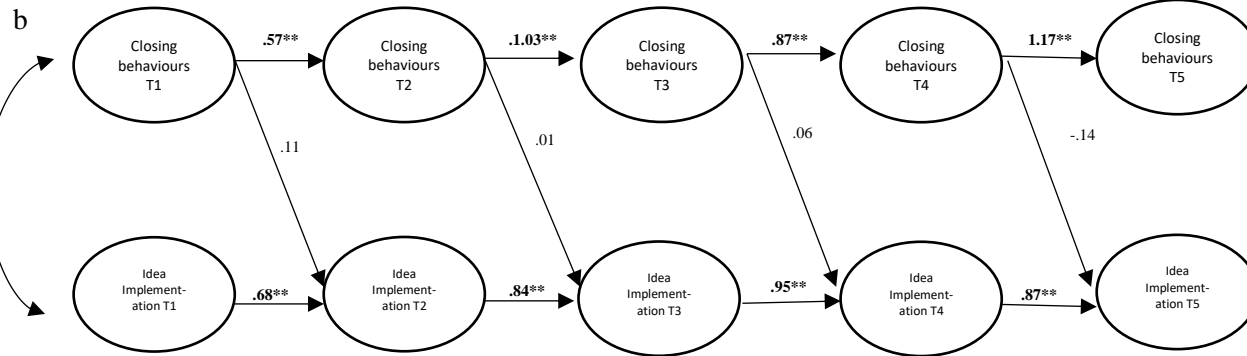 b
Closing
behaviours
T1
.57**
Closing
behaviours
T2
.1.03**
Closing
behaviours
T3
.87**
Closing
behaviours
T4
1.17**
Closing
behaviours
T5
.11
.01
.06
-.14
Idea
Implement-
ation T1
.68**
Idea
Implement-
ation T2
.84**
Idea
Implement-
ation T3
.95**
Idea
Implement-
ation T4
.87**
Idea
Implement-
ation T5